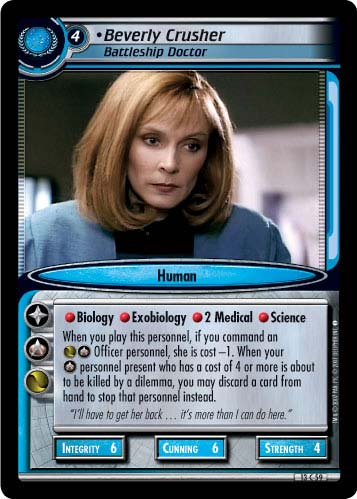 4
•Beverly Crusher
Battleship Doctor
Human
Biology Exobiology 2 Medical Science
When you play this personnel, if you command an
Officer personnel, she is cost –1. When your
personnel present who has a cost of 4 or more is about
to be killed by a dilemma, you may discard a card from
hand to stop that personnel instead.
"I'll have to get her back . . . it's more than I can do here."
INTEGRITY 6 CUNNING 6 STRENGTH 4
13 C 59